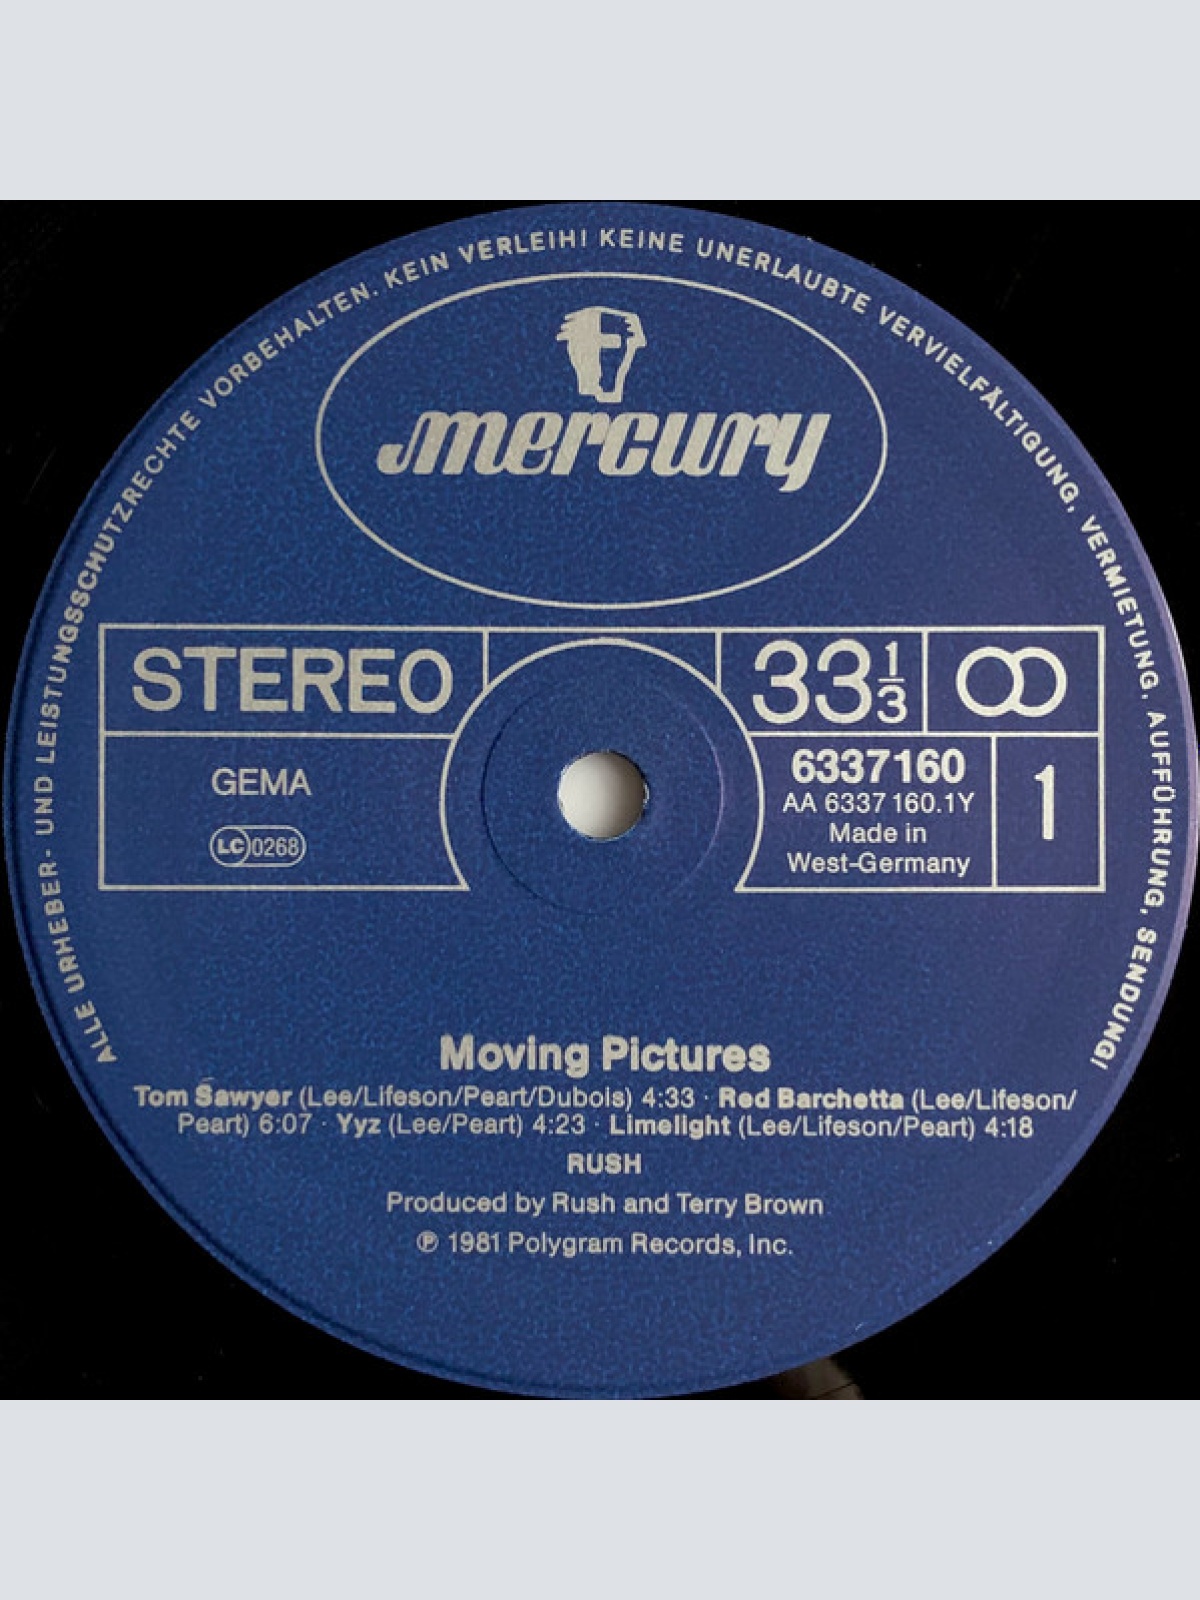 ALLE URHEBER- UND LEISTUNGSSCHUTZRECHTE VORBEHALTEN. KEIN VERLEIH! KEINE UNERLAUBTE VERVIELFÄLTIGUNG, VERMIETUNG, AUFFÜHRUNG, SENDUNG!
mercury
STEREO
33 1/3
GEMA
LC 0268
6337160
AA 6337 160.1Y
Made in
West-Germany
1
Moving Pictures
Tom Sawyer (Lee/Lifeson/Peart/Dubois) 4:33 · Red Barchetta (Lee/Lifeson/
Peart) 6:07 · Yyz (Lee/Peart) 4:23 · Limelight (Lee/Lifeson/Peart) 4:18
RUSH
Produced by Rush and Terry Brown
℗ 1981 Polygram Records, Inc.